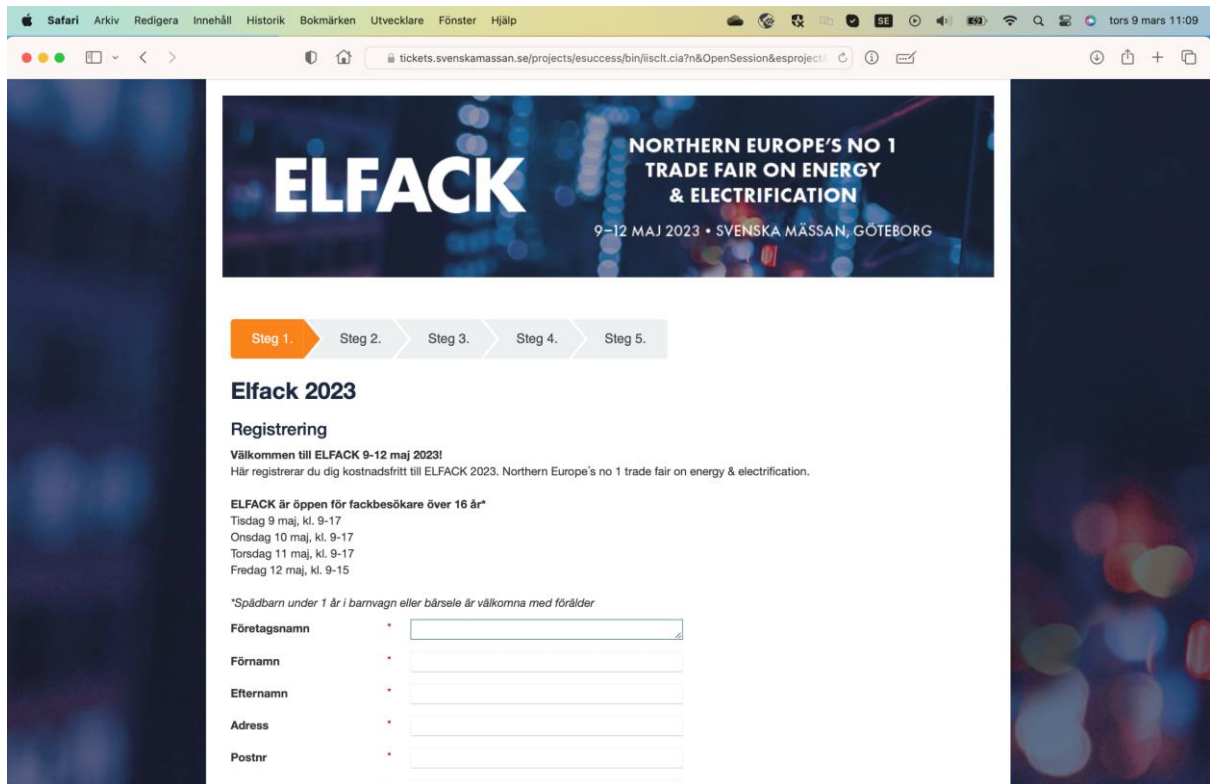 Safari Arkiv Redigera Innehåll Historik Bokmärken Utvecklare Fönster Hjälp SE tors 9 mars 11:09
tickets.svenskamassan.se/projects/esuccess/bin/iisclt.cia?n&OpenSession&esproject
ELFACK
NORTHERN EUROPE'S NO 1
TRADE FAIR ON ENERGY
& ELECTRIFICATION
9–12 MAJ 2023 • SVENSKA MÄSSAN, GÖTEBORG
Steg 1. Steg 2. Steg 3. Steg 4. Steg 5.
Elfack 2023
Registrering
Välkommen till ELFACK 9-12 maj 2023!
Här registrerar du dig kostnadsfritt till ELFACK 2023. Northern Europe´s no 1 trade fair on energy & electrification.
ELFACK är öppen för fackbesökare över 16 år*
Tisdag 9 maj, kl. 9-17
Onsdag 10 maj, kl. 9-17
Torsdag 11 maj, kl. 9-17
Fredag 12 maj, kl. 9-15
*Spädbarn under 1 år i barnvagn eller bärsele är välkomna med förälder
Företagsnamn *
Förnamn *
Efternamn *
Adress *
Postnr *